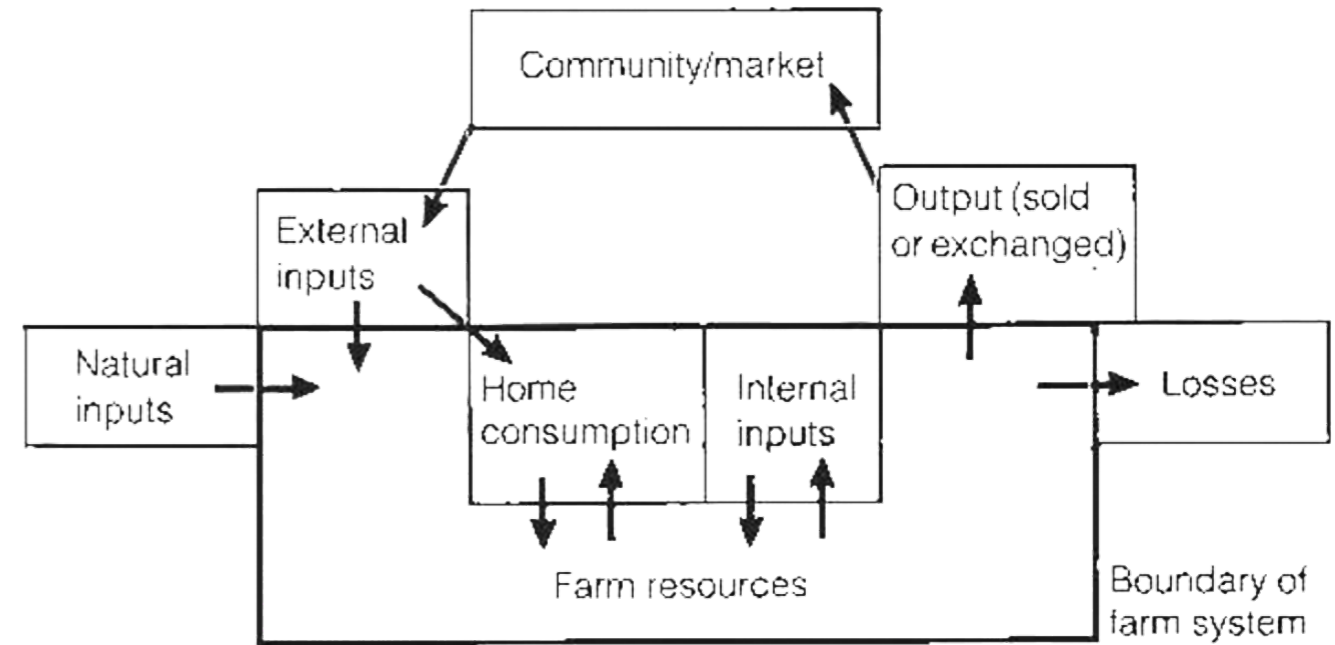 Community/market
External
inputs
Output (sold
or exchanged)
Natural
inputs
Home
consumption
Internal
inputs
Losses
Farm resources
Boundary of
farm system